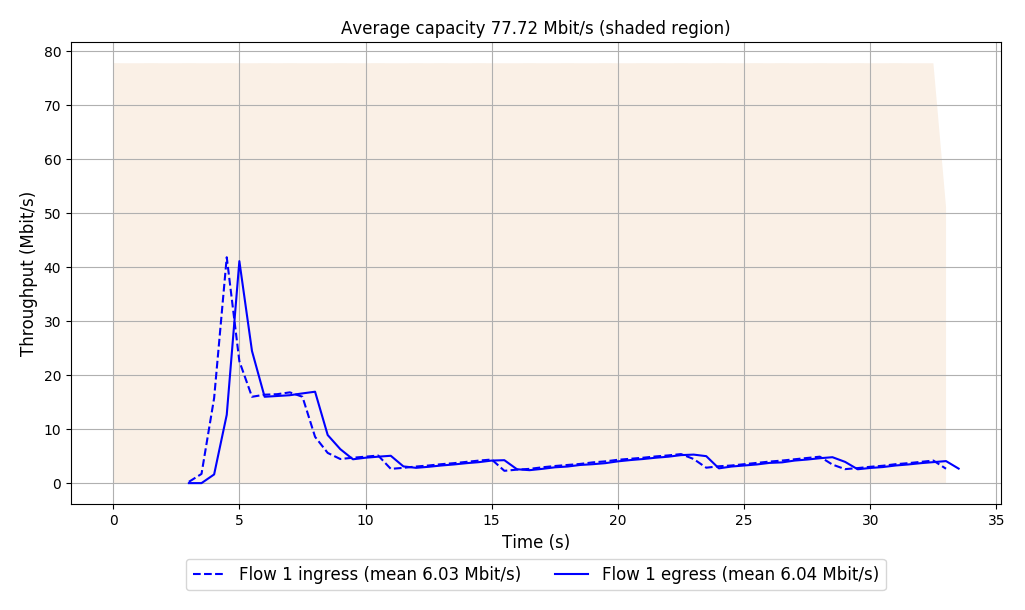 Average capacity 77.72 Mbit/s (shaded region)
Throughput (Mbit/s)
80
70
60
50
40
30
20
10
0
0 5 10 15 20 25 30 35
Time (s)
Flow 1 ingress (mean 6.03 Mbit/s) Flow 1 egress (mean 6.04 Mbit/s)